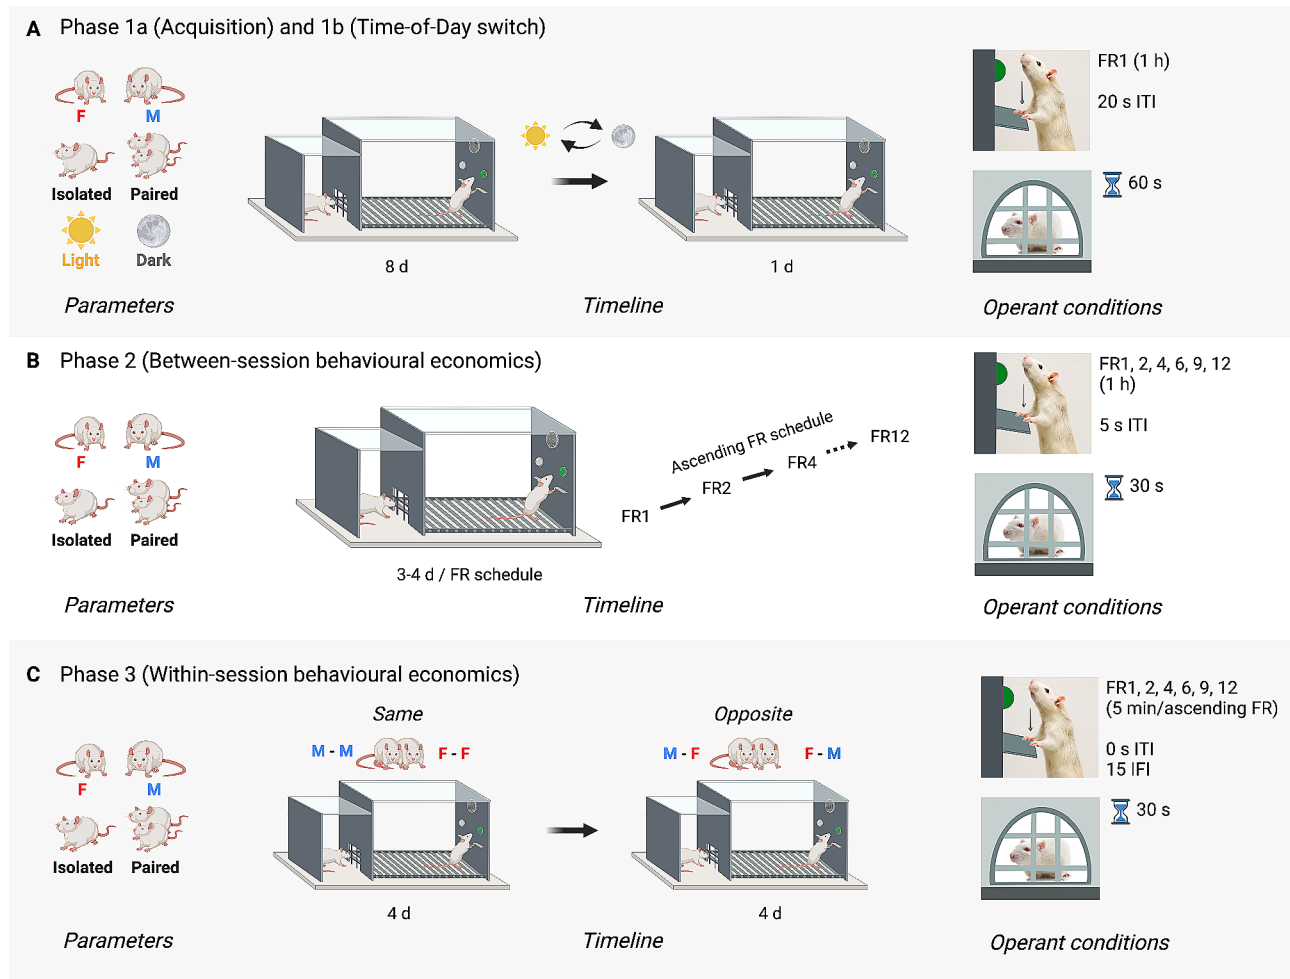 A Phase 1a (Acquisition) and 1b (Time-of-Day switch)
F M
Isolated Paired
Light Dark
8 d
1 d
FR1 (1 h)
20 s ITI
60 s
Parameters
Timeline
Operant conditions
B Phase 2 (Between-session behavioural economics)
F M
Isolated Paired
3-4 d / FR schedule
Ascending FR schedule
FR1
FR2
FR4
FR12
FR1, 2, 4, 6, 9, 12
(1 h)
5 s ITI
30 s
Parameters
Timeline
Operant conditions
C Phase 3 (Within-session behavioural economics)
F M
Isolated Paired
Same
M - M F - F
4 d
Opposite
M - F F - M
4 d
FR1, 2, 4, 6, 9, 12
(5 min/ascending FR)
0 s ITI
15 IFI
30 s
Parameters
Timeline
Operant conditions